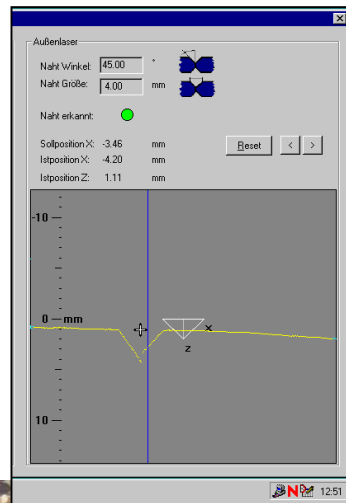 Außenlaser
Naht Winkel: 45.00 °
Naht Größe: 4.00 mm
Naht erkannt:
Sollposition X: -3.46 mm
Istposition X: -4.20 mm Reset < >
Istposition Z: 1.11 mm
-10
0 mm
x
z
10
N 12:51